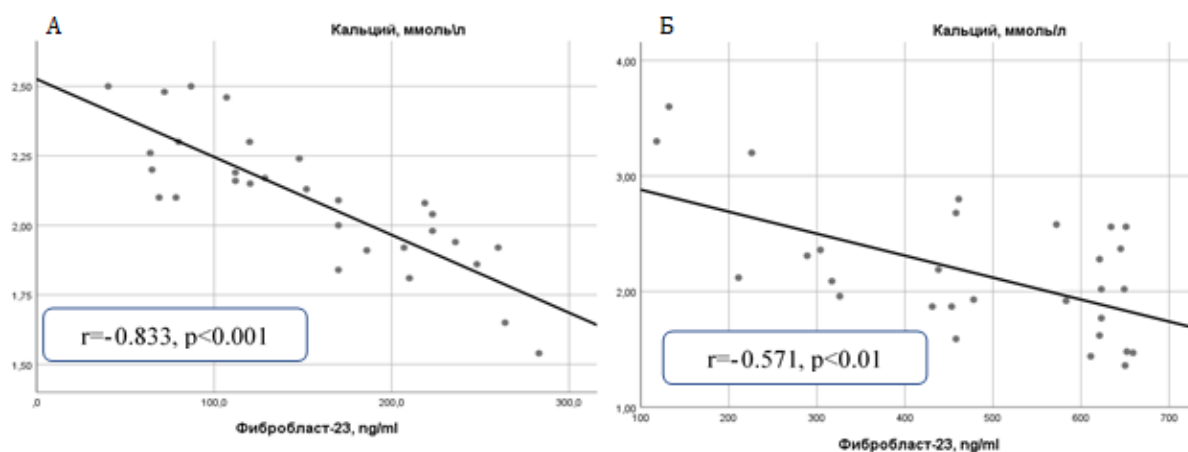 А
Кальций, ммоль\л
2,50
2,25
2,00
1,75
1,50
r=-0.833, p<0.001
,0
100,0
200,0
300,0
Фибробласт-23, ng/ml
Б
Кальций, ммоль/л
4,00
3,00
2,00
1,00
r=-0.571, p<0.01
100
200
300
400
500
600
700
Фибробласт-23, ng/ml